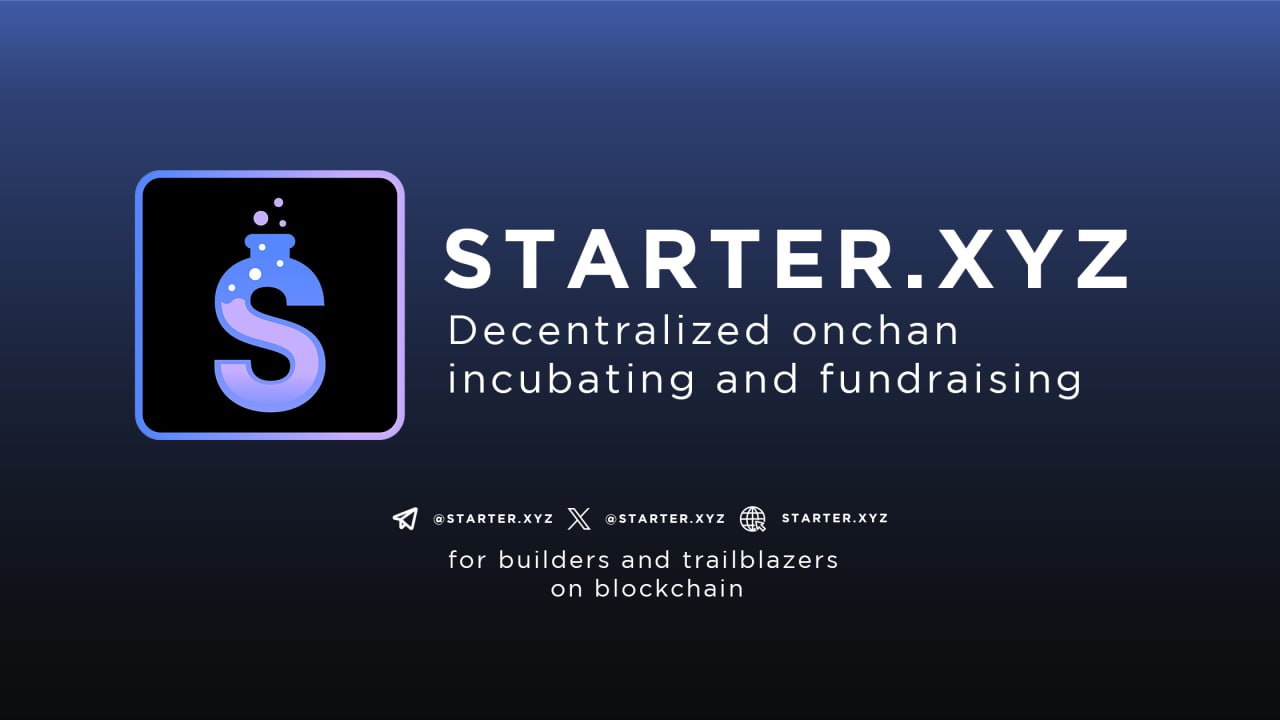 STARTER.XYZ
Decentralized onchan
incubating and fundraising
@STARTER.XYZ @STARTER.XYZ STARTER.XYZ
for builders and trailblazers
on blockchain